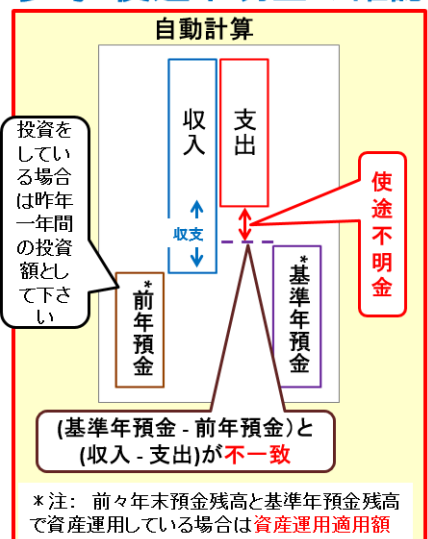 自動計算
投資を
してい
る場合
は昨年
一年間
の投資
額とし
て下さ
い
収入
支出
収支
使途不明金
*前年預金
*基準年預金
(基準年預金 - 前年預金)と
(収入 - 支出)が不一致
*注: 前々年末預金残高と基準年預金残高
で資産運用している場合は資産運用適用額